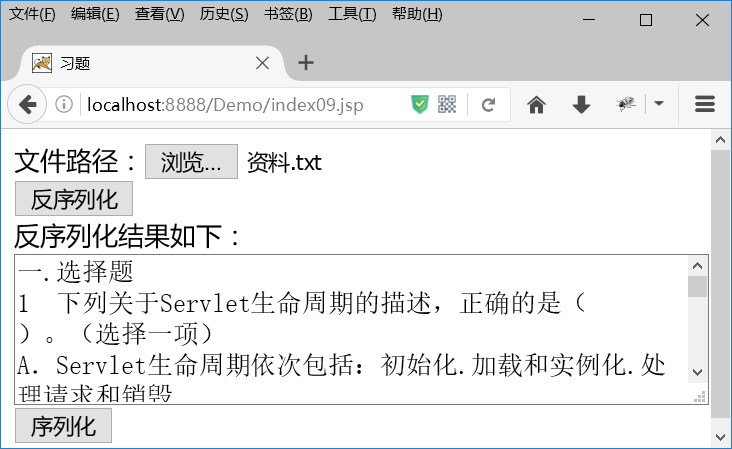 文件(F) 编辑(E) 查看(V) 历史(S) 书签(B) 工具(T) 帮助(H)
习题
localhost:8888/Demo/index09.jsp
文件路径： 浏览... 资料.txt
反序列化
反序列化结果如下：
一.选择题
1 下列关于Servlet生命周期的描述，正确的是（
）。（选择一项）
A．Servlet生命周期依次包括：初始化.加载和实例化.处
理请求和销毁
序列化